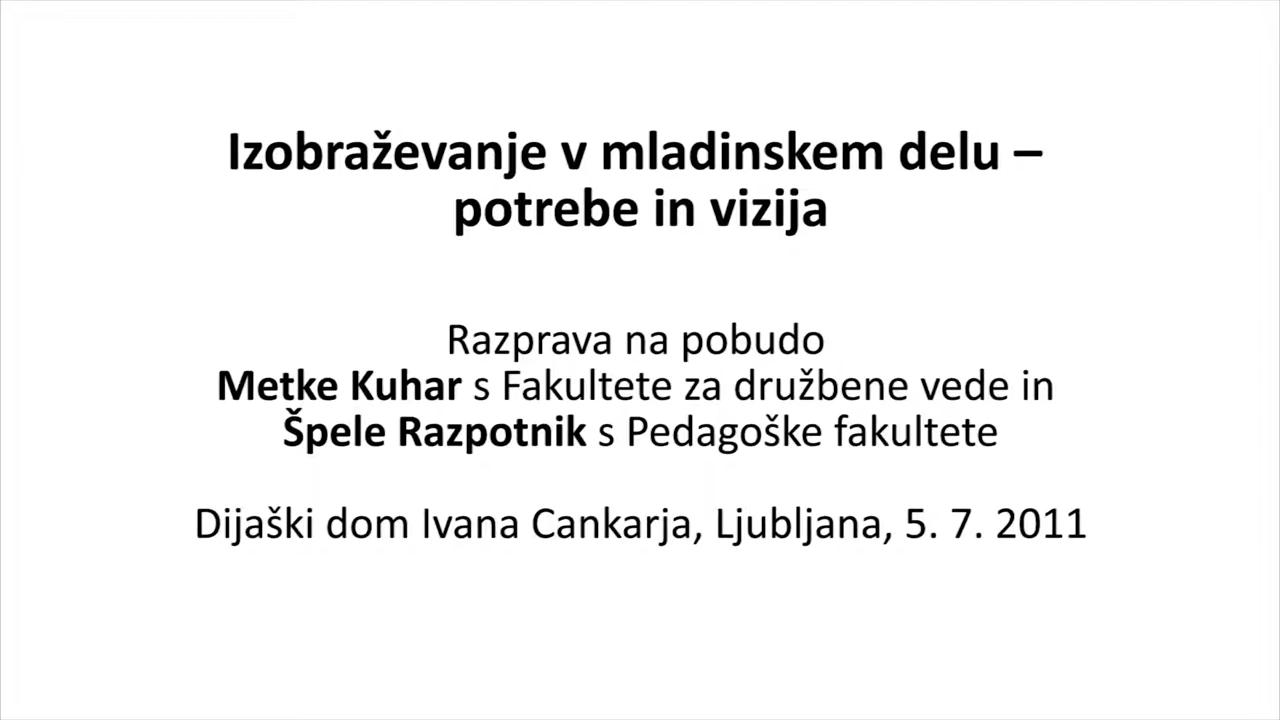 Izobraževanje v mladinskem delu –
potrebe in vizija
Razprava na pobudo
Metke Kuhar s Fakultete za družbene vede in
Špele Razpotnik s Pedagoške fakultete
Dijaški dom Ivana Cankarja, Ljubljana, 5. 7. 2011